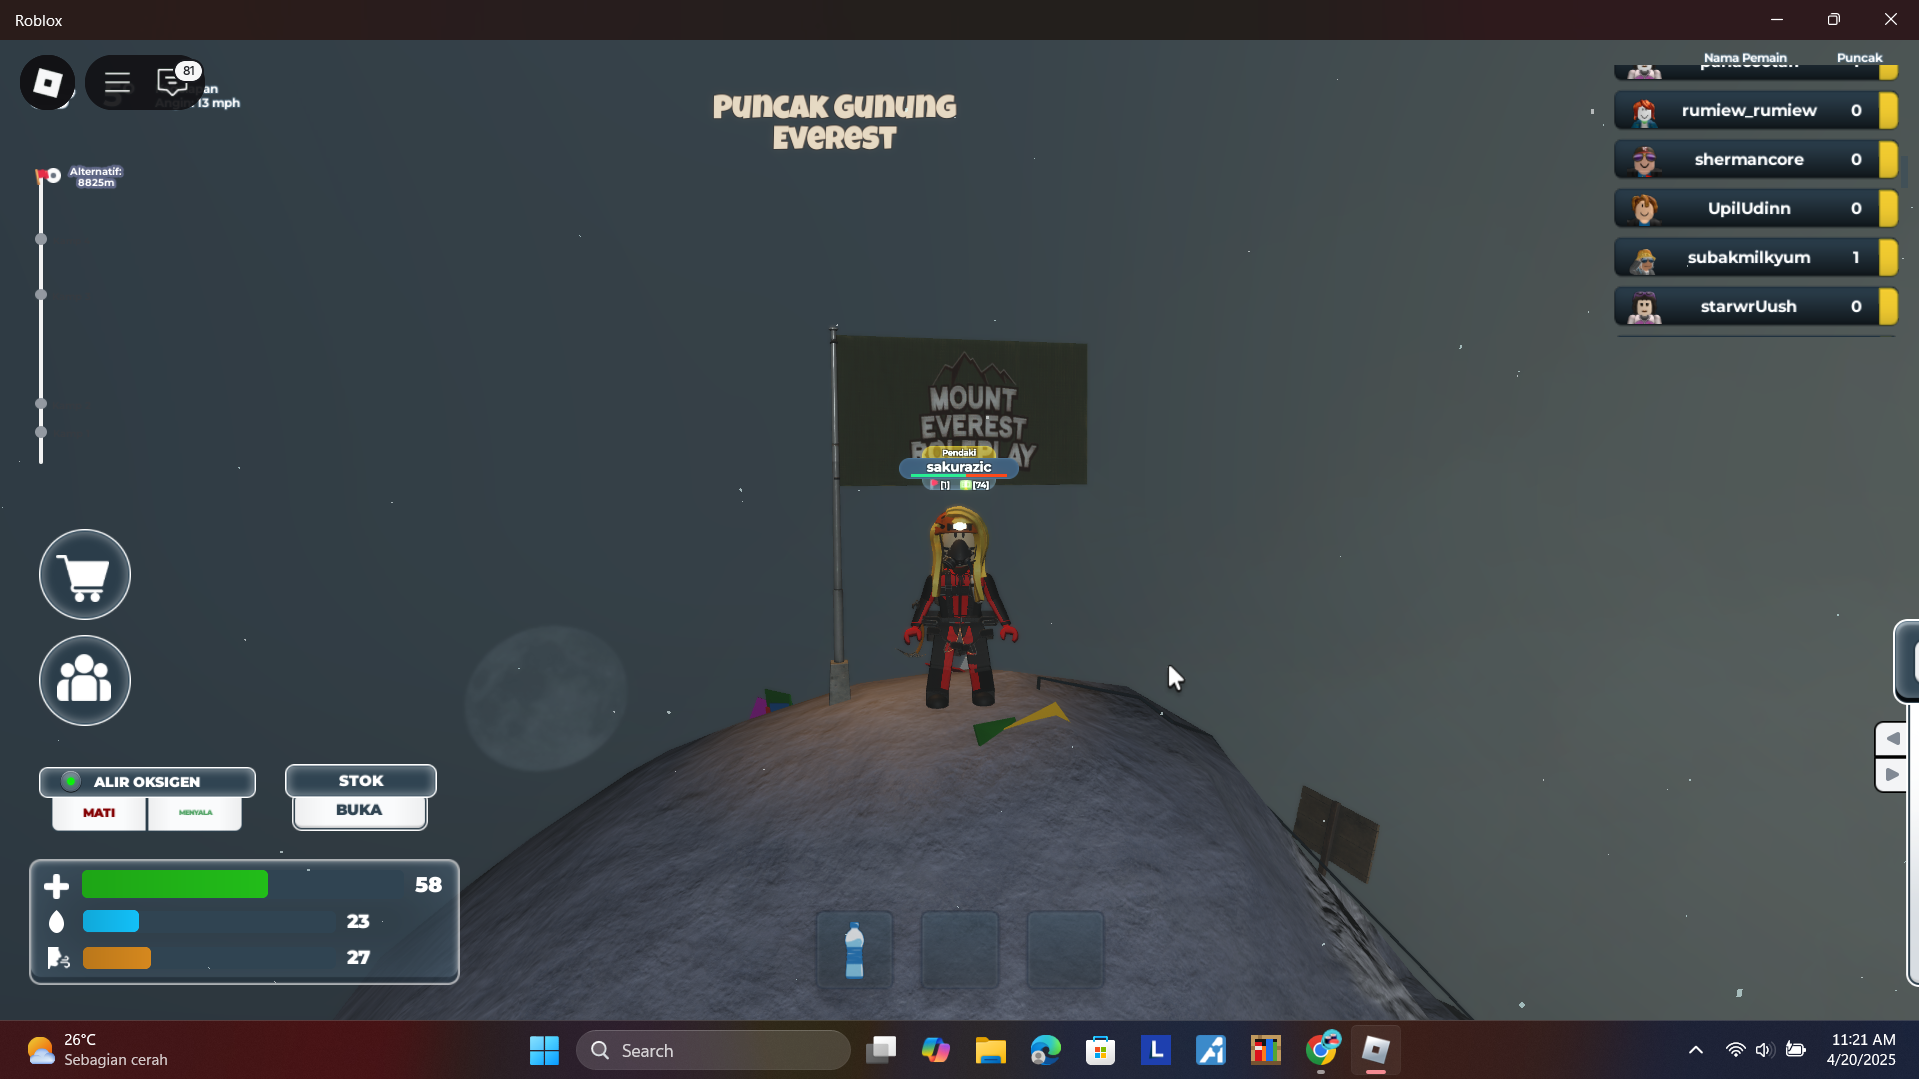 Roblox
81
Angin: 13 mph
Alternatif:
8825m
PUNCAK GUNUNG
EVEREST
Nama Pemain Puncak
rumiew_rumiew 0
shermancore 0
UpilUdinn 0
subakmilkyum 1
starwrUush 0
MOUNT
EVEREST
ROLEPLAY
Pendaki
sakurazic
[1] [74]
ALIR OKSIGEN
MATI MENYALA
STOK
BUKA
58
23
27
26°C
Sebagian cerah
Search
L
11:21 AM
4/20/2025